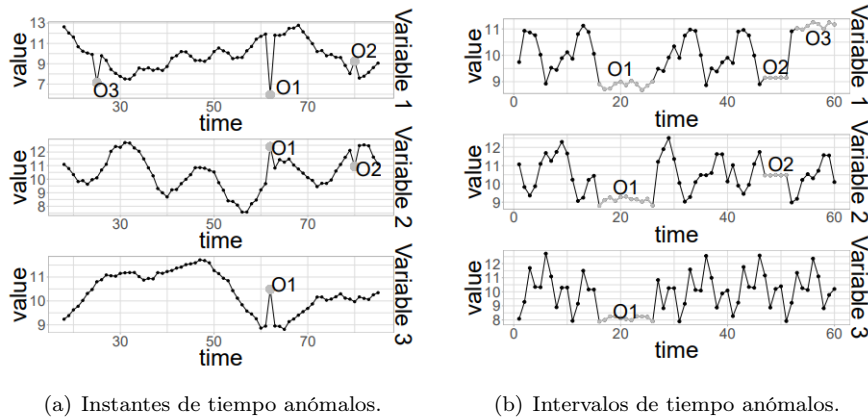 13
11
9
7
value
O3
O1
O2
30
50
70
time
Variable 1
12
11
10
9
8
value
O1
O2
30
50
70
time
Variable 2
11
10
9
value
O1
30
50
70
time
Variable 3
(a) Instantes de tiempo anómalos.
11
10
9
value
O1
O2
O3
0
20
40
60
time
Variable 1
12
11
10
9
value
O1
O2
0
20
40
60
time
Variable 2
12
11
10
9
8
value
O1
0
20
40
60
time
Variable 3
(b) Intervalos de tiempo anómalos.